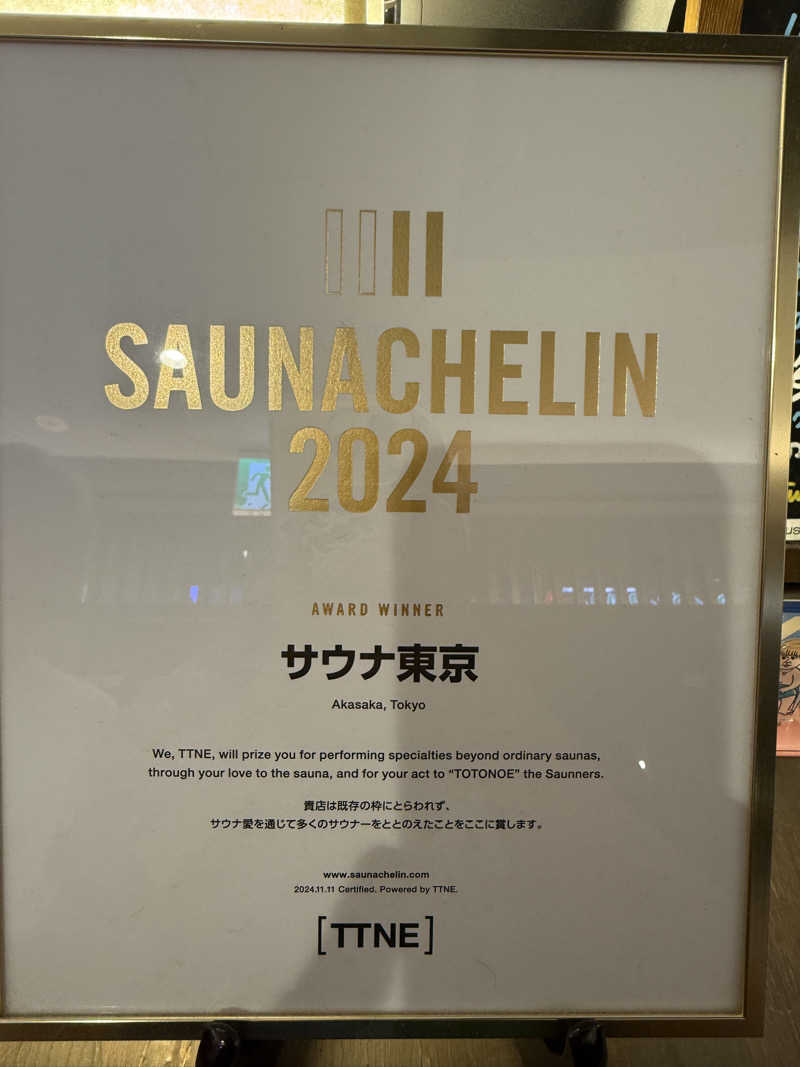 SAUNACHELIN
2024
AWARD WINNER
サウナ東京
Akasaka, Tokyo
We, TTNE, will prize you for performing specialties beyond ordinary saunas,
through your love to the sauna, and for your act to “TOTONOE” the Saunners.
貴店は既存の枠にとらわれず、
サウナ愛を通じて多くのサウナーをととのえたことをここに賞します。
www.saunachelin.com
2024.11.11 Certified. Powered by TTNE.
[TTNE]